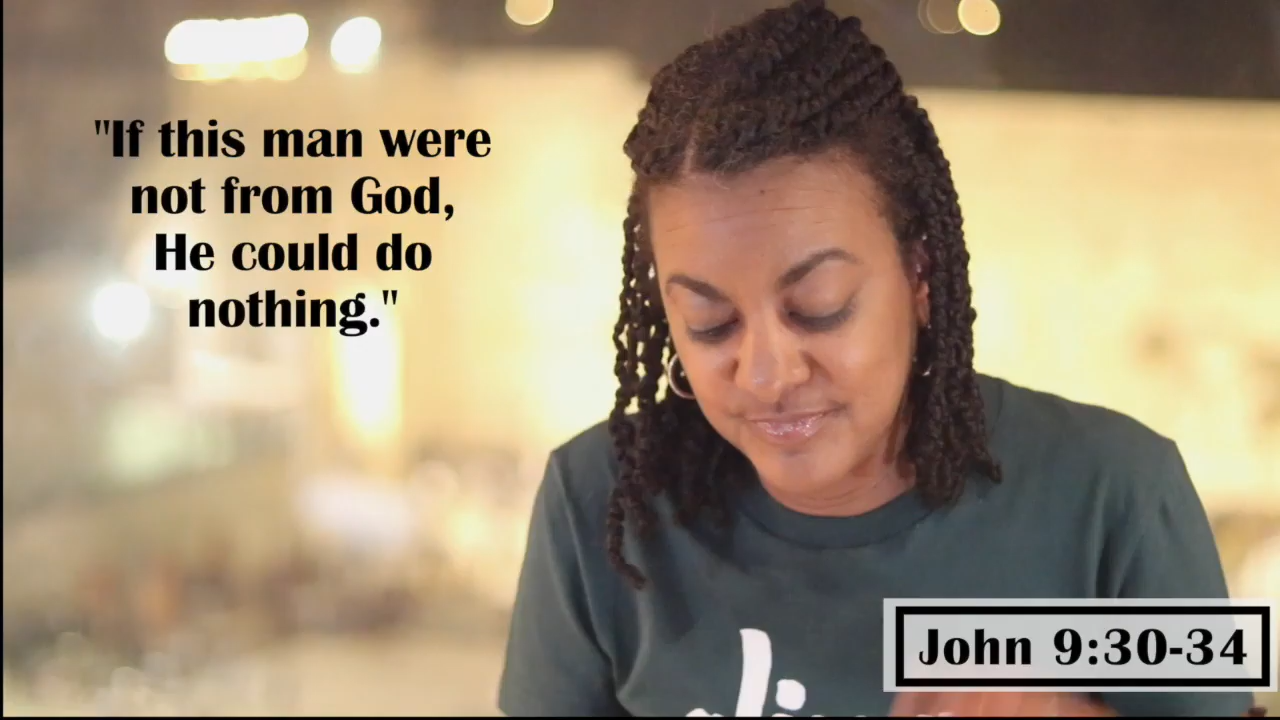 "If this man were
not from God,
He could do
nothing."
John 9:30-34